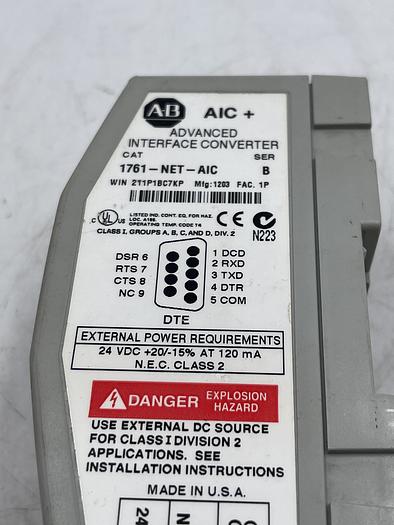 AB AIC +
ADVANCED
INTERFACE CONVERTER
CAT SER
1761-NET-AIC B
WIN 2T1P1BC7KP Mfg:1203 FAC. 1P
C UL US LISTED IND. CONT. EQ. FOR HAZ.
LOC. A196.
OPERATING TEMP. CODE T4
CE N223
CLASS I, GROUPS A, B, C, AND D, DIV. 2
DSR 6
RTS 7
CTS 8
NC 9
1 DCD
2 RXD
3 TXD
4 DTR
5 COM
DTE
EXTERNAL POWER REQUIREMENTS
24 VDC +20/-15% AT 120 mA
N.E.C. CLASS 2
DANGER EXPLOSION
HAZARD
USE EXTERNAL DC SOURCE
FOR CLASS I DIVISION 2
APPLICATIONS. SEE
INSTALLATION INSTRUCTIONS
MADE IN U.S.A.
24